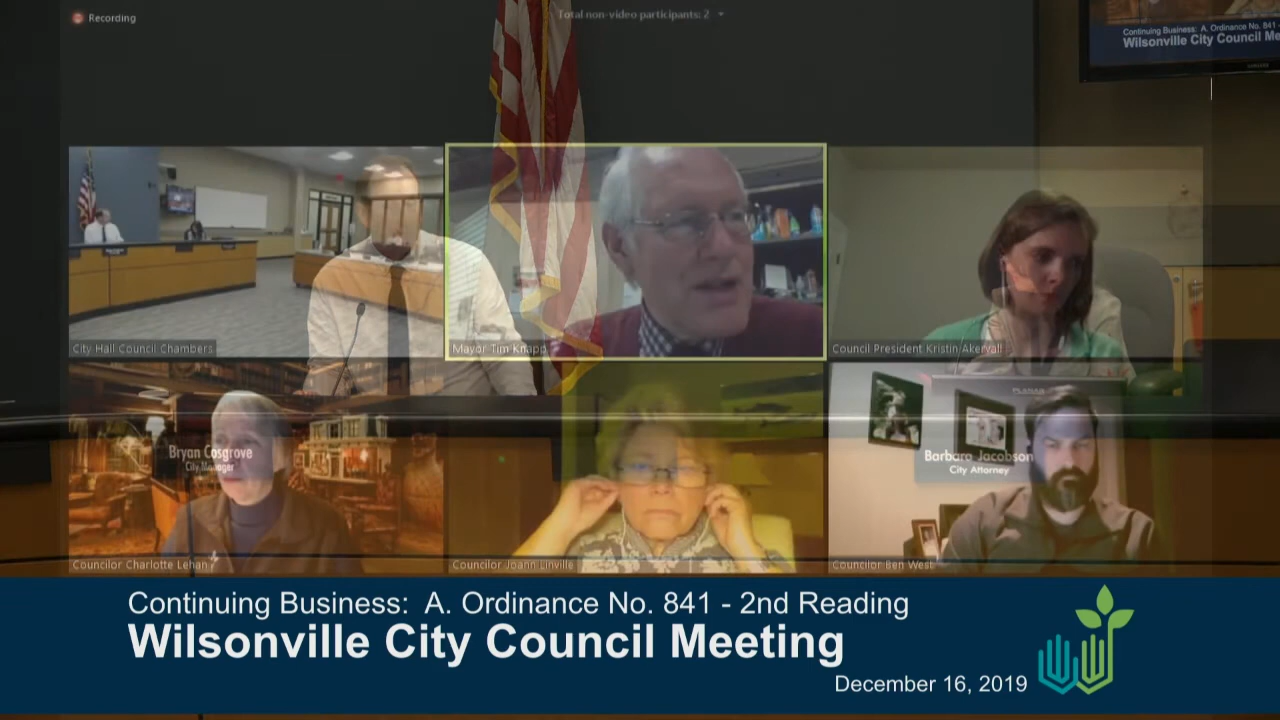 Recording
Total non-video participants: 2
Continuing Business: A. Ordinance No. 841 -
Wilsonville City Council Me
City Hall Council Chambers
Mayor Tim Knapp
Council President Kristin Akervall
Bryan Cosgrove
City Manager
Barbara Jacobson
City Attorney
Councilor Charlotte Lehan
Councilor Joann Linville
Councilor Ben West
Continuing Business: A. Ordinance No. 841 - 2nd Reading
Wilsonville City Council Meeting
December 16, 2019